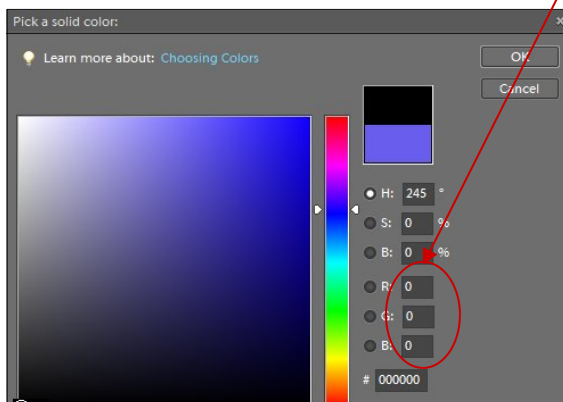 Pick a solid color:
×
Learn more about: Choosing Colors
OK
Cancel
H: 245 °
S: 0 %
B: 0 %
R: 0
G: 0
B: 0
# 000000